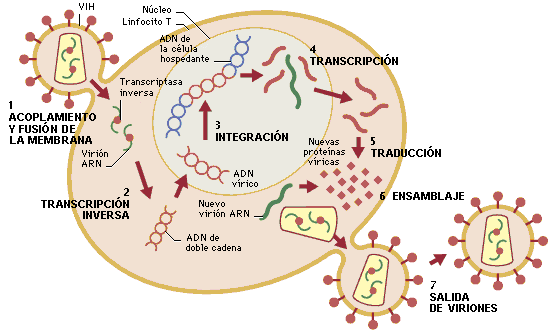 VIH
Núcleo
Linfocito T
ADN de
la célula
hospedante
4
TRANSCRIPCIÓN
Transcriptasa
inversa
1
ACOPLAMIENTO
Y FUSIÓN DE
LA MEMBRANA
3
INTEGRACIÓN
5
TRADUCCIÓN
Virión
ARN
Nuevas
proteínas
víricas
ADN
vírico
2
TRANSCRIPCIÓN
INVERSA
6 ENSAMBLAJE
Nuevo
virión ARN
ADN de
doble cadena
7
SALIDA
DE VIRIONES